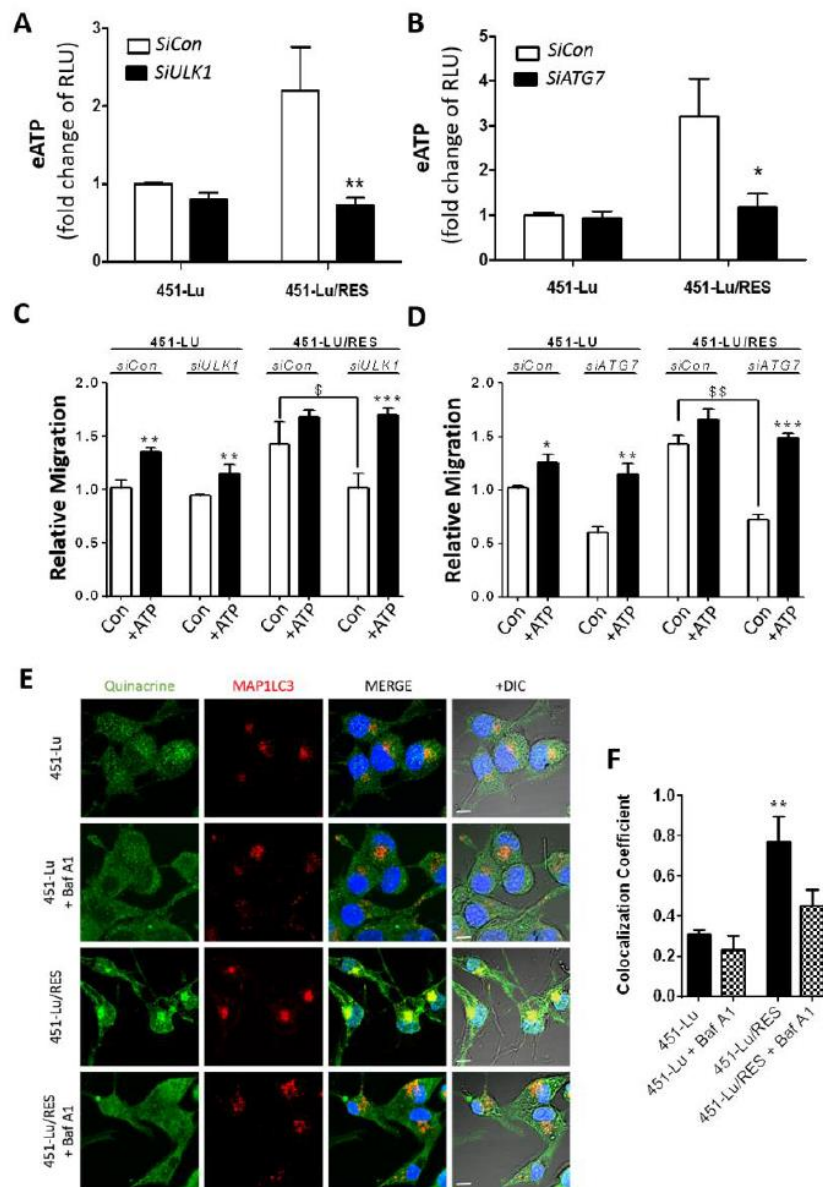 A
eATP
(fold change of RLU)
3
2
1
0
SiCon
SiULK1
**
451-Lu
451-Lu/RES
B
eATP
(fold change of RLU)
5
4
3
2
1
0
SiCon
SiATG7
*
451-Lu
451-Lu/RES
C
451-LU
451-LU/RES
siCon
siULK1
siCon
siULK1
Relative Migration
2.0
1.5
1.0
0.5
0.0
**
**
$
***
Con
+ATP
Con
+ATP
Con
+ATP
Con
+ATP
D
451-LU
451-LU/RES
siCon
siATG7
siCon
siATG7
Relative Migration
2.0
1.5
1.0
0.5
0.0
*
**
$$
***
Con
+ATP
Con
+ATP
Con
+ATP
Con
+ATP
E
Quinacrine
MAP1LC3
MERGE
+DIC
451-Lu
451-Lu
+ Baf A1
451-Lu/RES
451-Lu/RES
+ Baf A1
F
Colocalization Coefficient
1.0
0.8
0.6
0.4
0.2
0.0
**
451-Lu
451-Lu + Baf A1
451-Lu/RES
451-Lu/RES + Baf A1